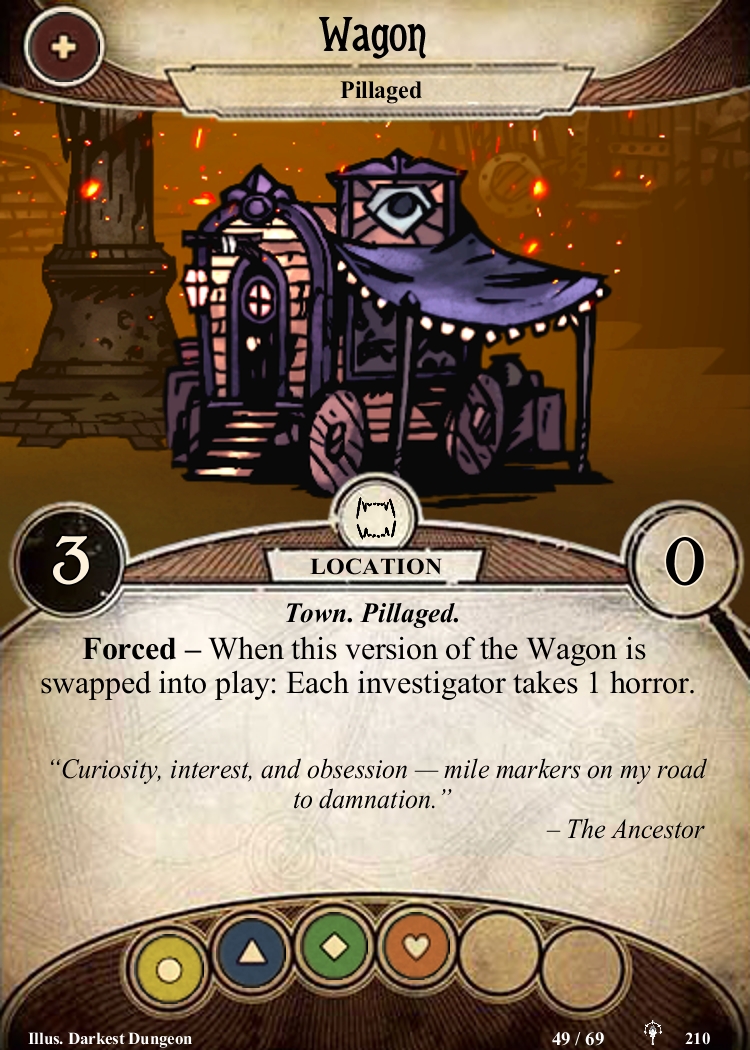 Wagon
Pillaged
3
LOCATION
0
Town. Pillaged.
Forced – When this version of the Wagon is
swapped into play: Each investigator takes 1 horror.
“Curiosity, interest, and obsession — mile markers on my road
to damnation.”
– The Ancestor
Illus. Darkest Dungeon
49 / 69
210